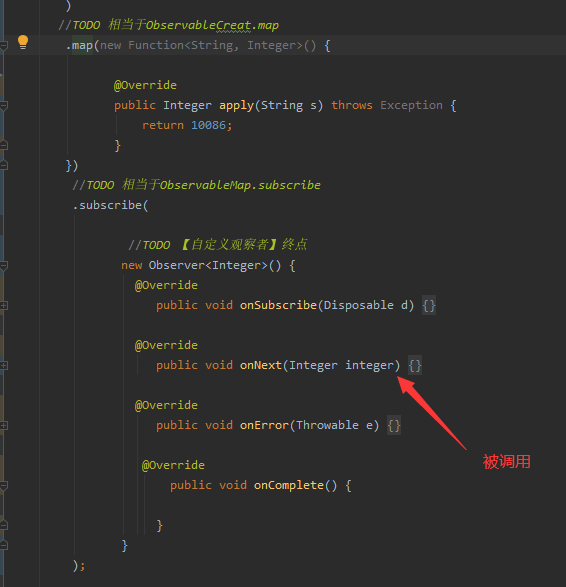 )
//TODO 相当于ObservableCreat.map
.map(new Function<String, Integer>() {
@Override
public Integer apply(String s) throws Exception {
return 10086;
}
})
//TODO 相当于ObservableMap.subscribe
.subscribe(
//TODO 【自定义观察者】终点
new Observer<Integer>() {
@Override
public void onSubscribe(Disposable d) {}
@Override
public void onNext(Integer integer) {}
@Override
public void onError(Throwable e) {}
被调用
@Override
public void onComplete() {
}
}
);